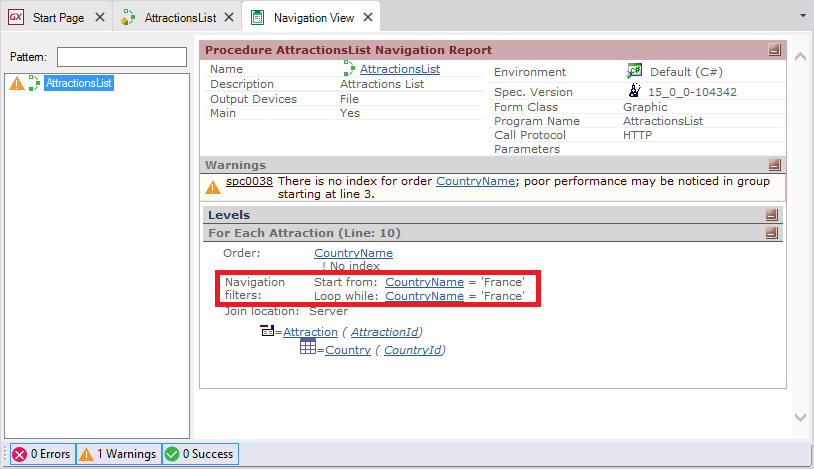 GX Start Page
AttractionsList
Navigation View
Pattern:
AttractionsList
Procedure AttractionsList Navigation Report
Name AttractionsList
Description Attractions List
Output Devices File
Main Yes
Environment Default (C#)
Spec. Version 15_0_0-104342
Form Class Graphic
Program Name AttractionsList
Call Protocol HTTP
Parameters
Warnings
spc0038 There is no index for order CountryName; poor performance may be noticed in group
starting at line 3.
Levels
For Each Attraction (Line: 10)
Order: CountryName
! No index
Navigation Start from: CountryName = 'France'
filters: Loop while: CountryName = 'France'
Join location: Server
=Attraction ( AttractionId)
=Country ( CountryId)
0 Errors 1 Warnings 0 Success